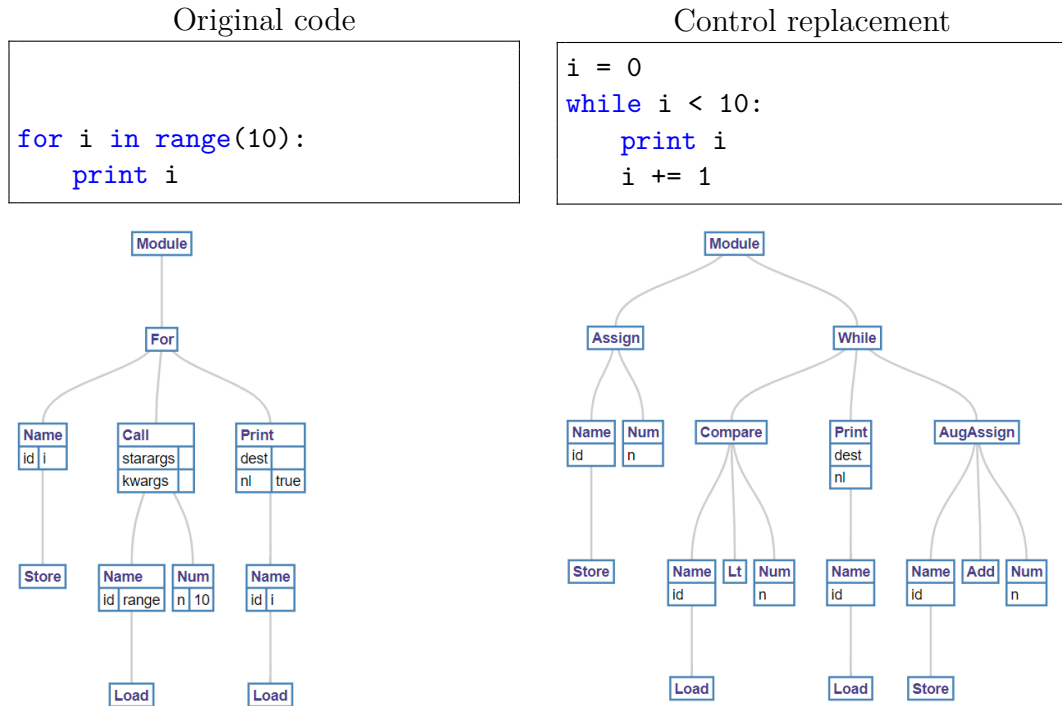 Original code
for i in range(10):
print i
Control replacement
i = 0
while i < 10:
print i
i += 1
Module
For
Name Call Print
id i starargs dest
kwargs nl true
Store Name Num Name
id range n 10 id i
Load Load
Module
Assign While
Name Num Compare Print AugAssign
id n dest
nl
Store Name Lt Num Name Name Add Num
id n id id n
Load Load Store